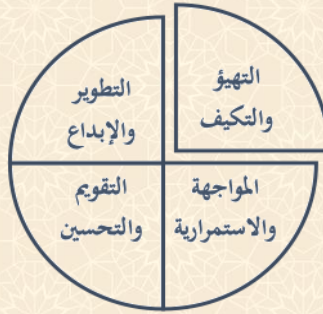 التهيؤ
والتكيف
المواجهة
والاستمرارية
التقويم
والتحسين
التطوير
والإبداع